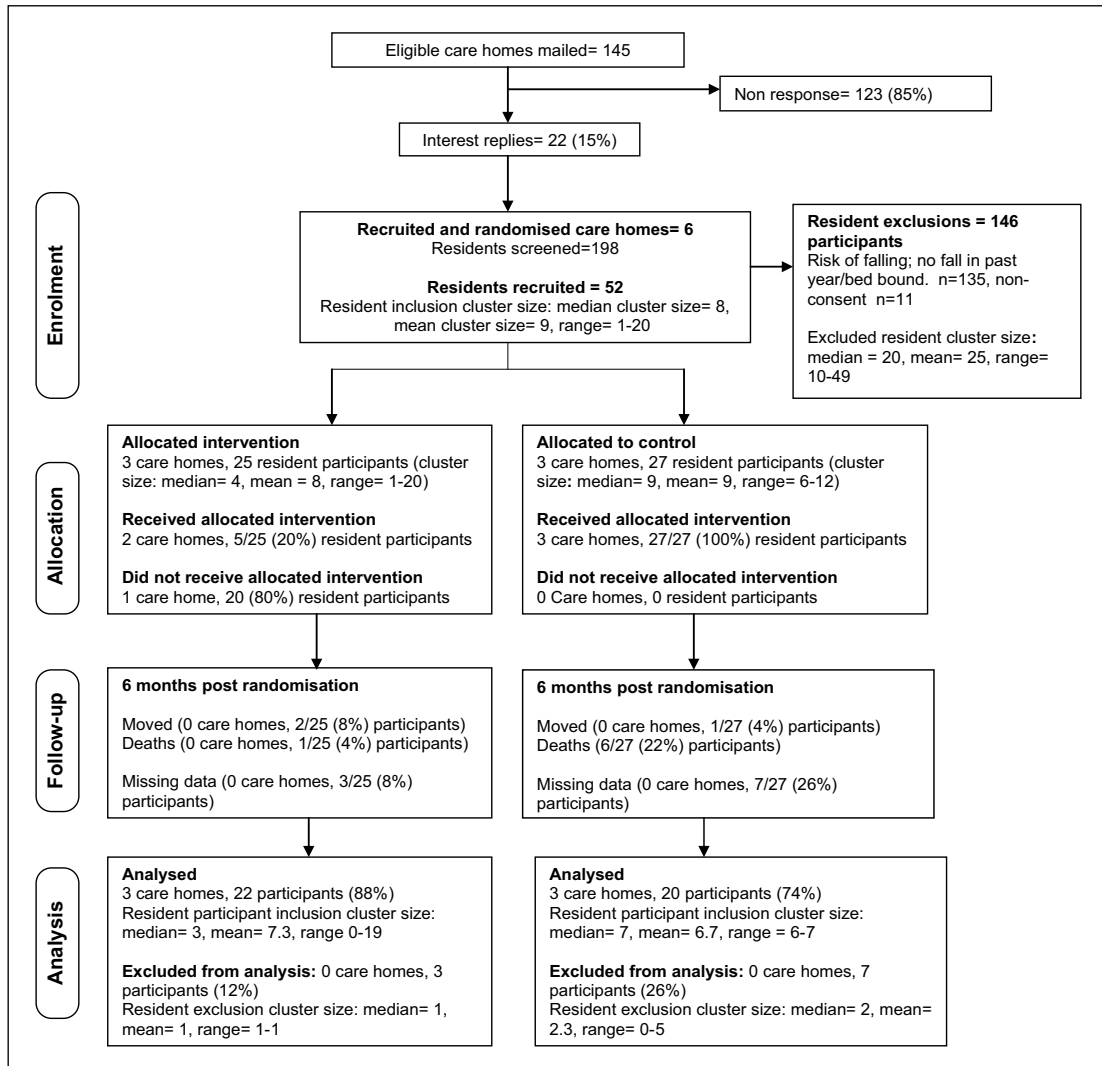 Eligible care homes mailed= 145
Non response= 123 (85%)
Interest replies= 22 (15%)
Enrolment
Recruited and randomised care homes= 6
Residents screened=198
Residents recruited = 52
Resident inclusion cluster size: median cluster size= 8,
mean cluster size= 9, range= 1-20
Resident exclusions = 146
participants
Risk of falling; no fall in past
year/bed bound.  n=135, non-
consent  n=11
Excluded resident cluster size:
median = 20, mean= 25, range=
10-49
Allocation
Allocated intervention
3 care homes, 25 resident participants (cluster
size: median= 4, mean = 8, range= 1-20)
Received allocated intervention
2 care homes, 5/25 (20%) resident participants
Did not receive allocated intervention
1 care home, 20 (80%) resident participants
Allocated to control
3 care homes, 27 resident participants (cluster
size: median= 9, mean= 9, range= 6-12)
Received allocated intervention
3 care homes, 27/27 (100%) resident participants
Did not receive allocated intervention
0 Care homes, 0 resident participants
Follow-up
6 months post randomisation
Moved (0 care homes, 2/25 (8%) participants)
Deaths (0 care homes, 1/25 (4%) participants)
Missing data (0 care homes, 3/25 (8%)
participants)
6 months post randomisation
Moved (0 care homes, 1/27 (4%) participants)
Deaths (6/27 (22%) participants)
Missing data (0 care homes, 7/27 (26%)
participants)
Analysis
Analysed
3 care homes, 22 participants (88%)
Resident participant inclusion cluster size:
median= 3, mean= 7.3, range 0-19
Excluded from analysis: 0 care homes, 3
participants (12%)
Resident exclusion cluster size: median= 1,
mean= 1, range= 1-1
Analysed
3 care homes, 20 participants (74%)
Resident participant inclusion cluster size:
median= 7, mean= 6.7, range = 6-7
Excluded from analysis: 0 care homes, 7
participants (26%)
Resident exclusion cluster size: median= 2, mean=
2.3, range= 0-5